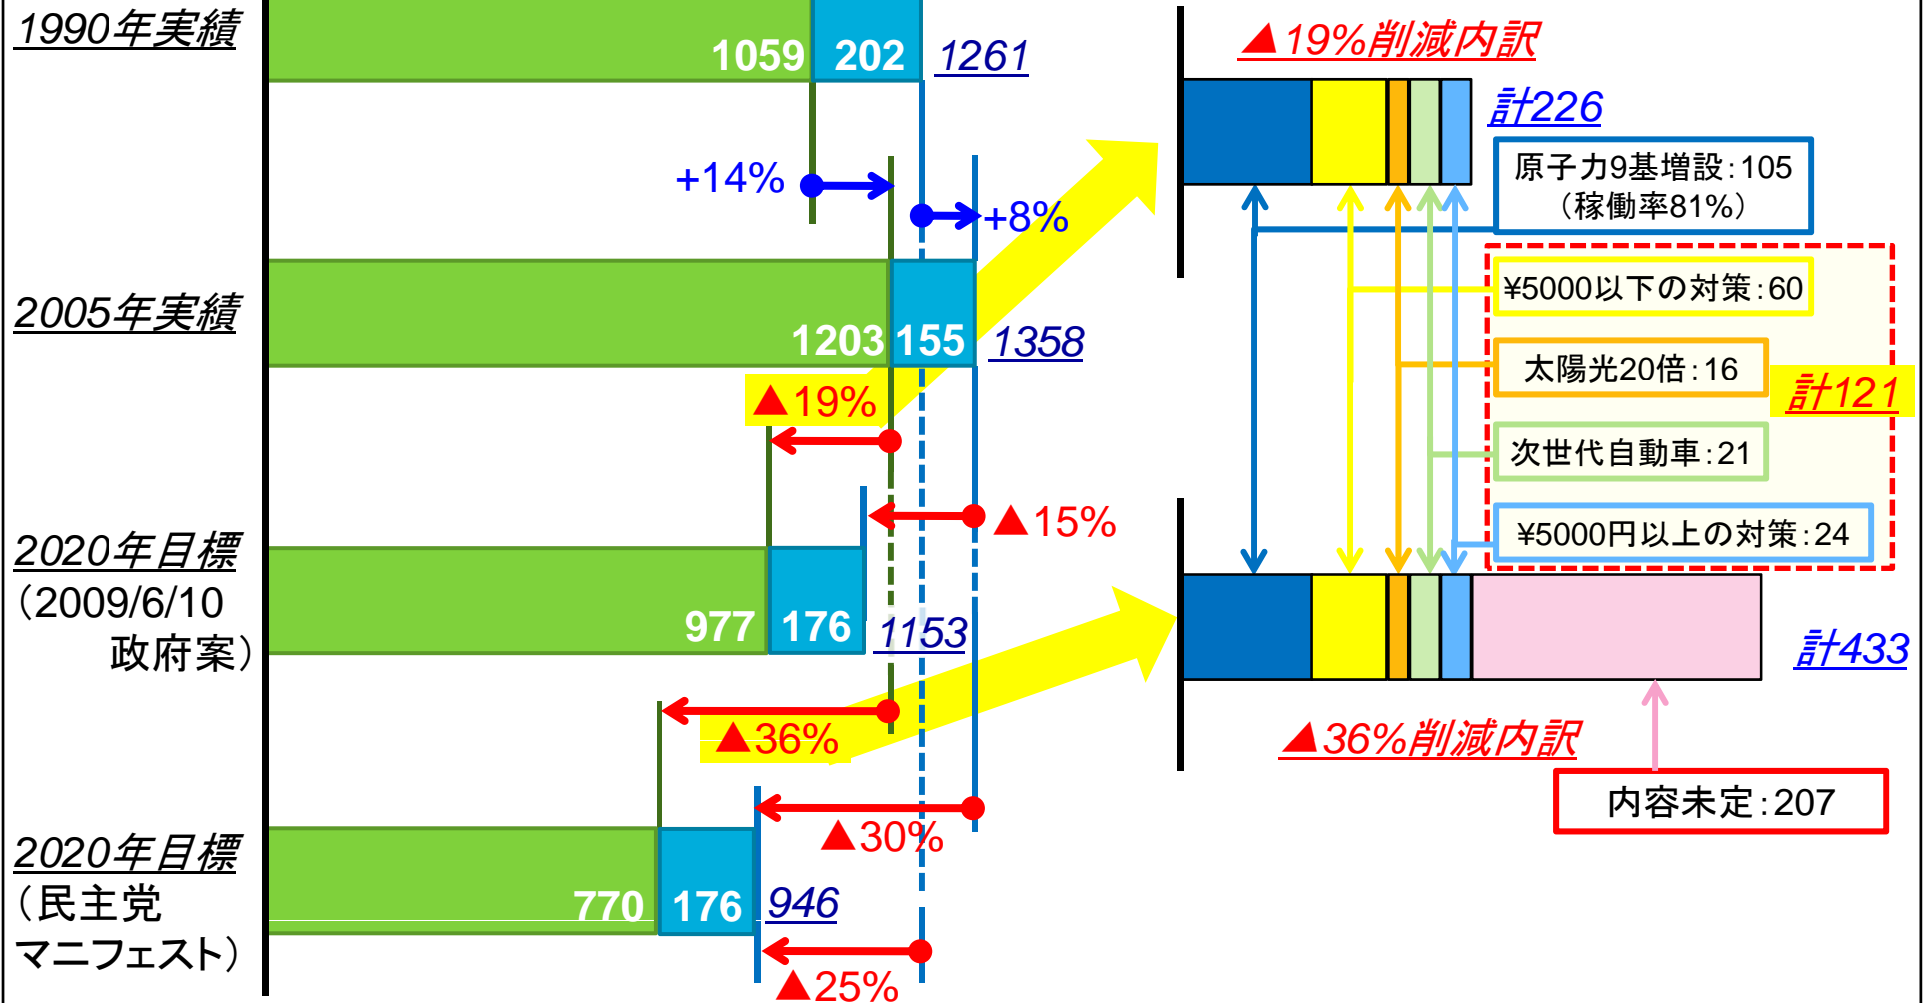 1990年実績
1059
202
1261
+14%
+8%
2005年実績
1203
155
1358
▲19%
▲15%
2020年目標
（2009/6/10
政府案）
977
176
1153
▲36%
▲30%
2020年目標
（民主党
マニフェスト）
770
176
946
▲25%
▲19%削減内訳
計226
原子力9基増設：105
（稼働率81%）
¥5000以下の対策：60
太陽光20倍：16
計121
次世代自動車：21
¥5000円以上の対策：24
計433
▲36%削減内訳
内容未定：207